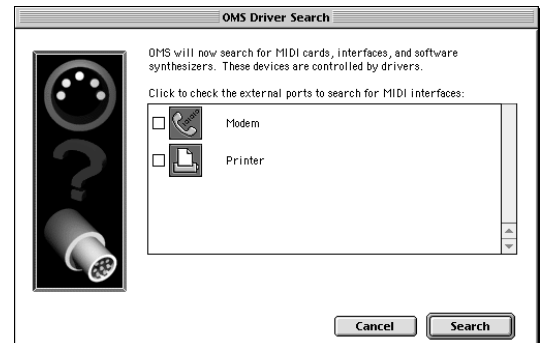 OMS Driver Search
OMS will now search for MIDI cards, interfaces, and software
synthesizers. These devices are controlled by drivers.
Click to check the external ports to search for MIDI interfaces:
Modem
Printer
Cancel
Search